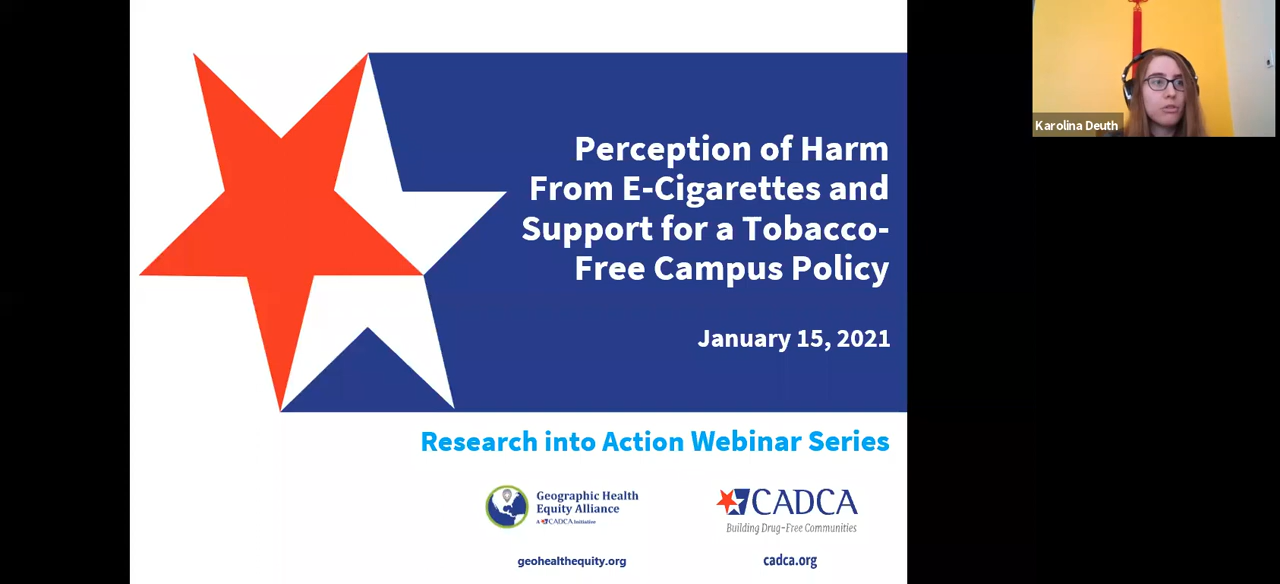 Perception of Harm
From E-Cigarettes and
Support for a Tobacco-
Free Campus Policy
January 15, 2021
Research into Action Webinar Series
Geographic Health
Equity Alliance
A CADCA Initiative
geohealthequity.org
CADCA
Building Drug-Free Communities
cadca.org
Karolina Deuth